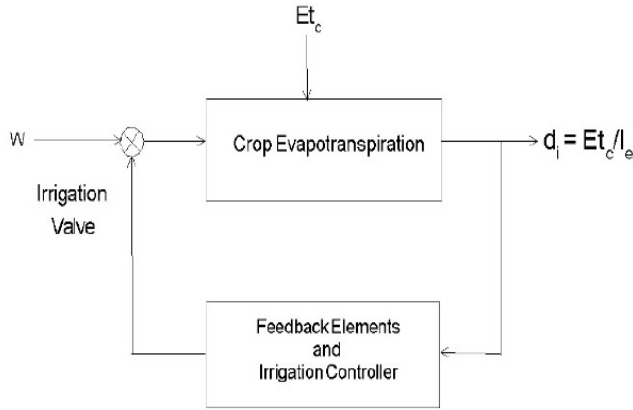 Et_c
W
Crop Evapotranspiration
d_i = Et_c/I_e
Irrigation
Valve
Feedback Elements
and
Irrigation Controller